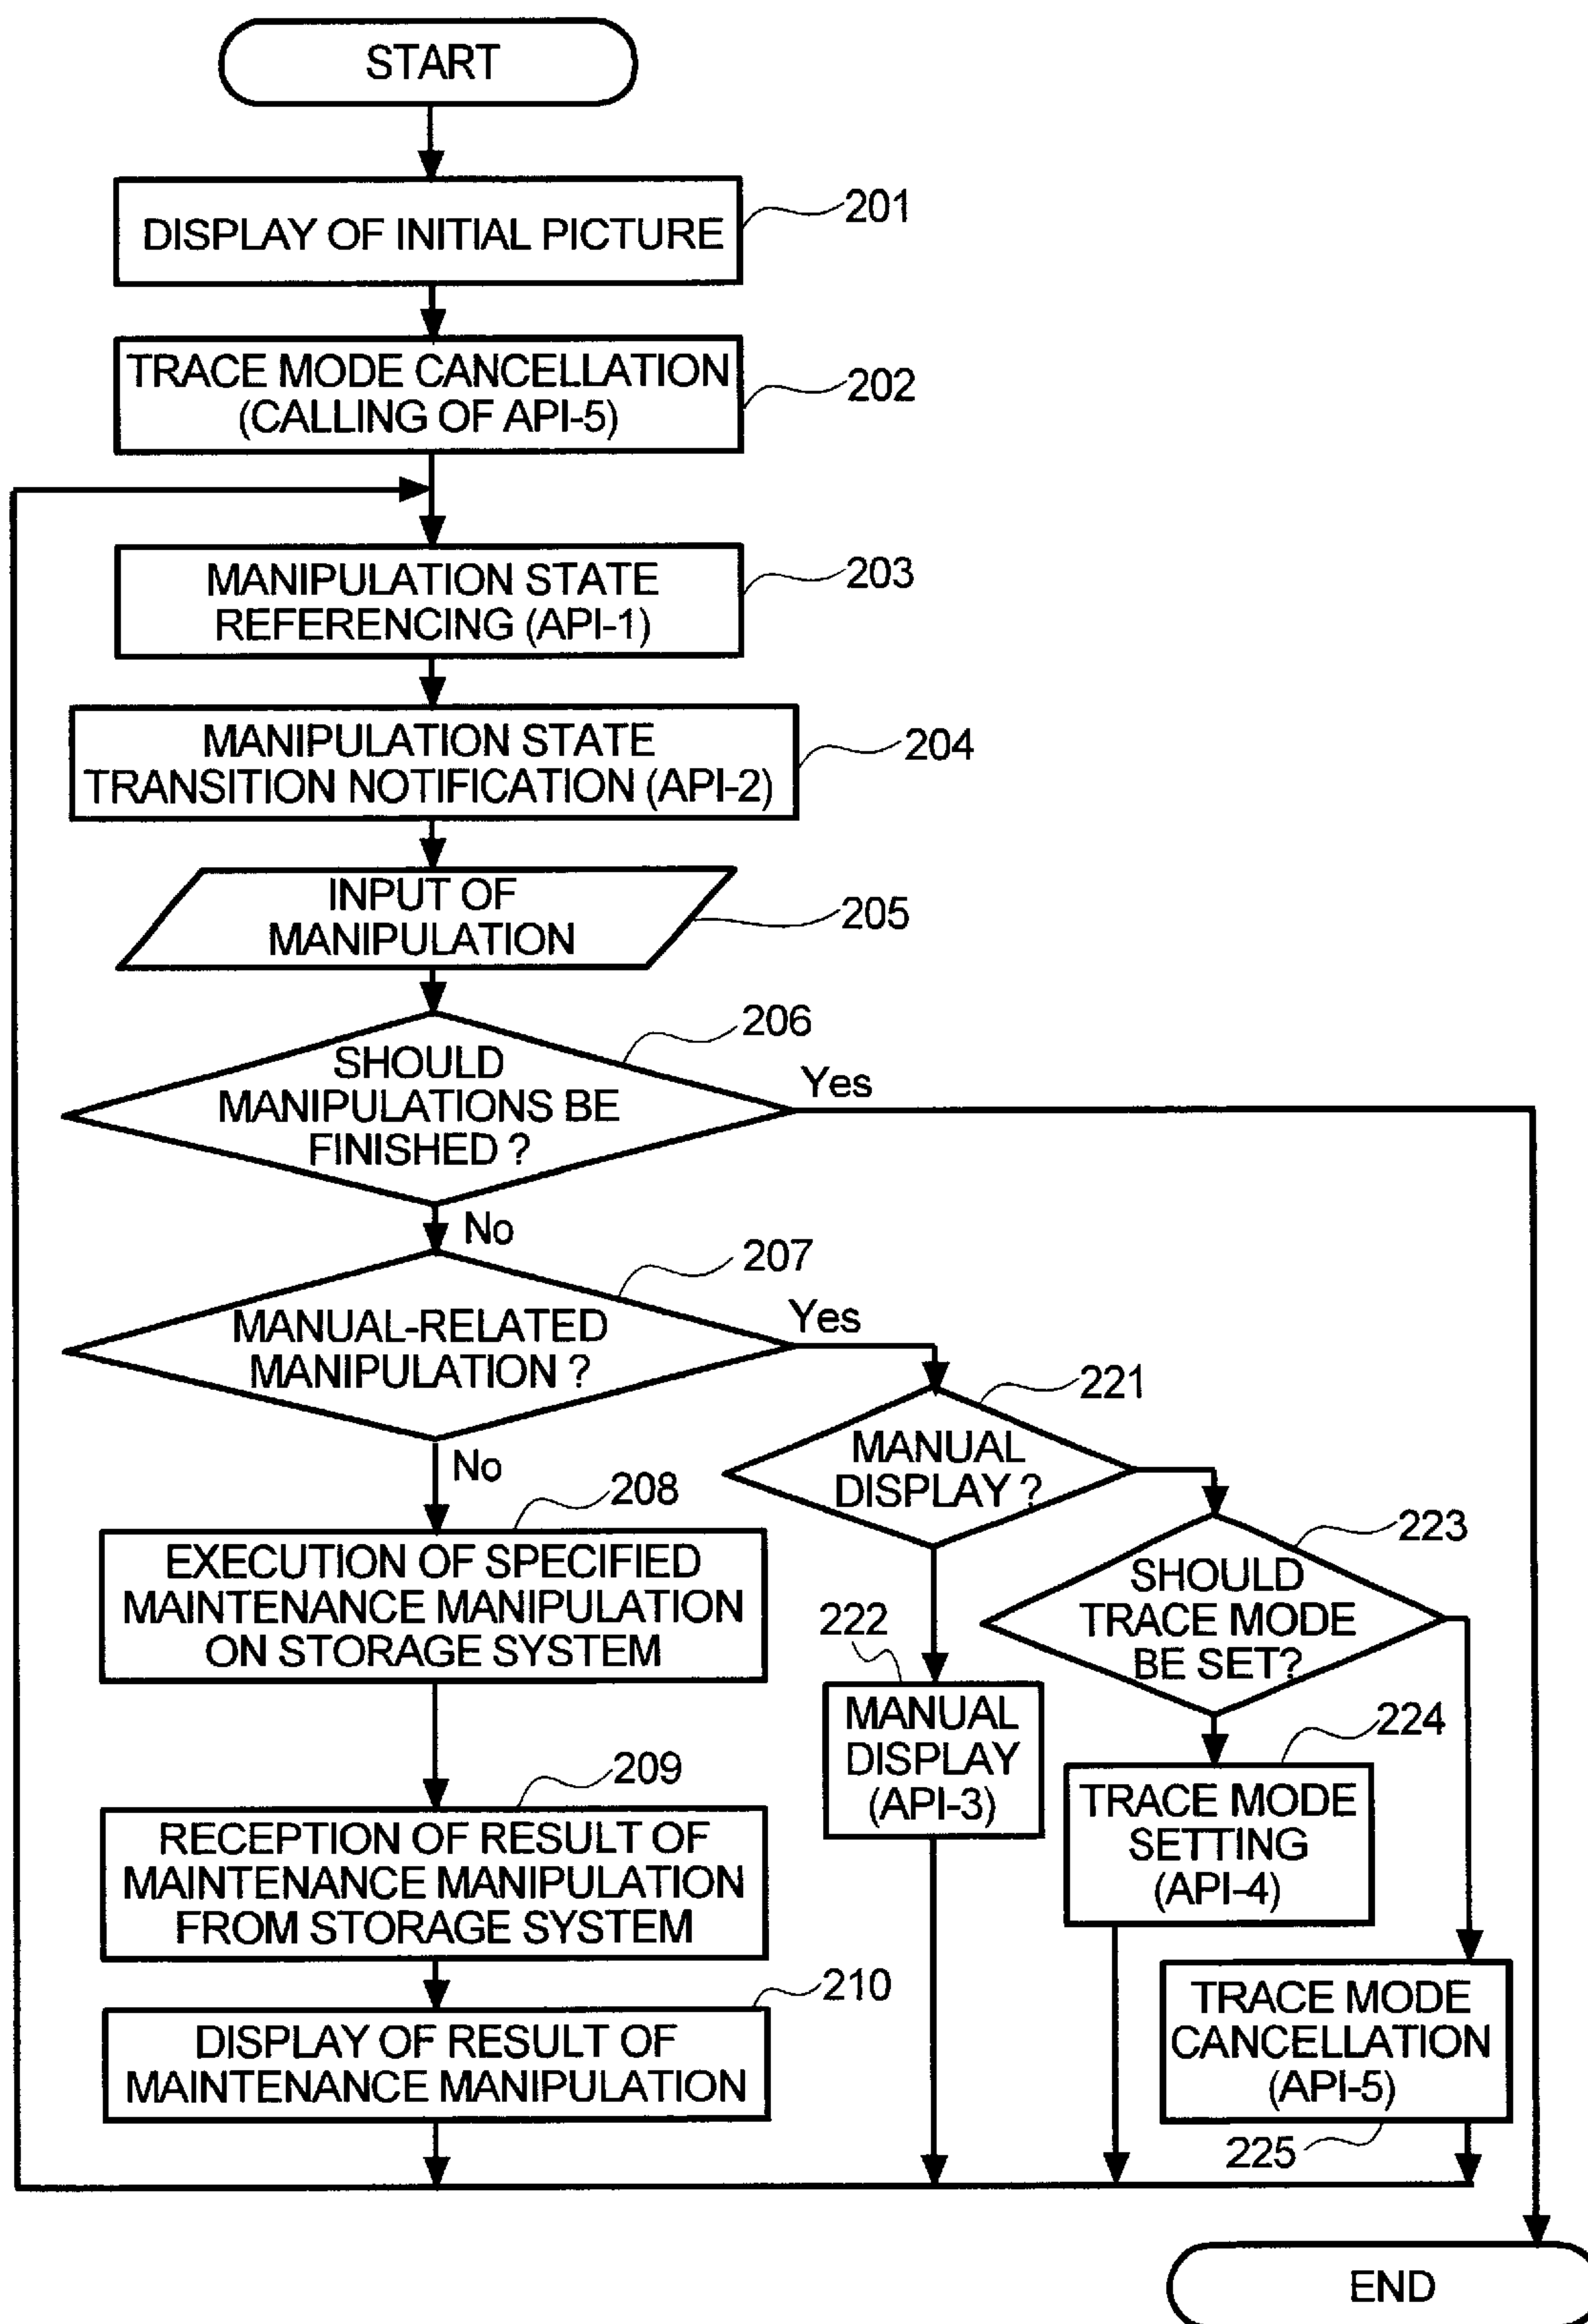 START
201
DISPLAY OF INITIAL PICTURE
TRACE MODE CANCELLATION
(CALLING OF API-5)
202
MANIPULATION STATE
REFERENCING (API-1)
203
MANIPULATION STATE
TRANSITION NOTIFICATION (API-2)
204
INPUT OF
MANIPULATION
205
206
SHOULD
MANIPULATIONS BE
FINISHED ?
Yes
No
207
MANUAL-RELATED
MANIPULATION ?
Yes
No
221
MANUAL
DISPLAY ?
208
EXECUTION OF SPECIFIED
MAINTENANCE MANIPULATION
ON STORAGE SYSTEM
223
SHOULD
TRACE MODE
BE SET?
222
MANUAL
DISPLAY
(API-3)
224
TRACE MODE
SETTING
(API-4)
209
RECEPTION OF RESULT OF
MAINTENANCE MANIPULATION
FROM STORAGE SYSTEM
210
DISPLAY OF RESULT OF
MAINTENANCE MANIPULATION
TRACE MODE
CANCELLATION
(API-5)
225
END